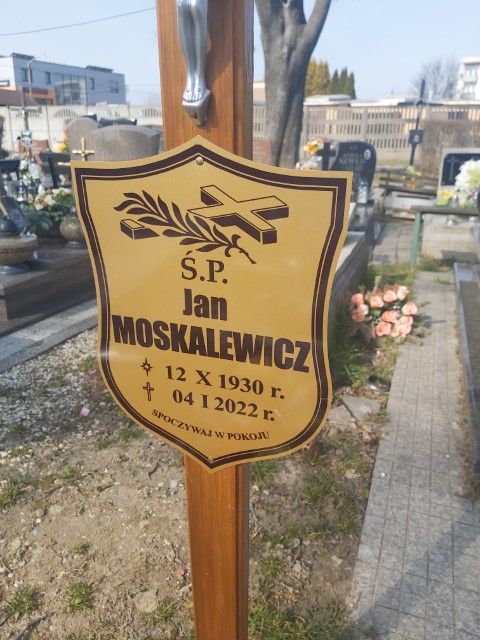 Ś.P.
Jan
MOSKALEWICZ
12 X 1930 r.
04 I 2022 r.
SPOCZYWAJ W POKOJU